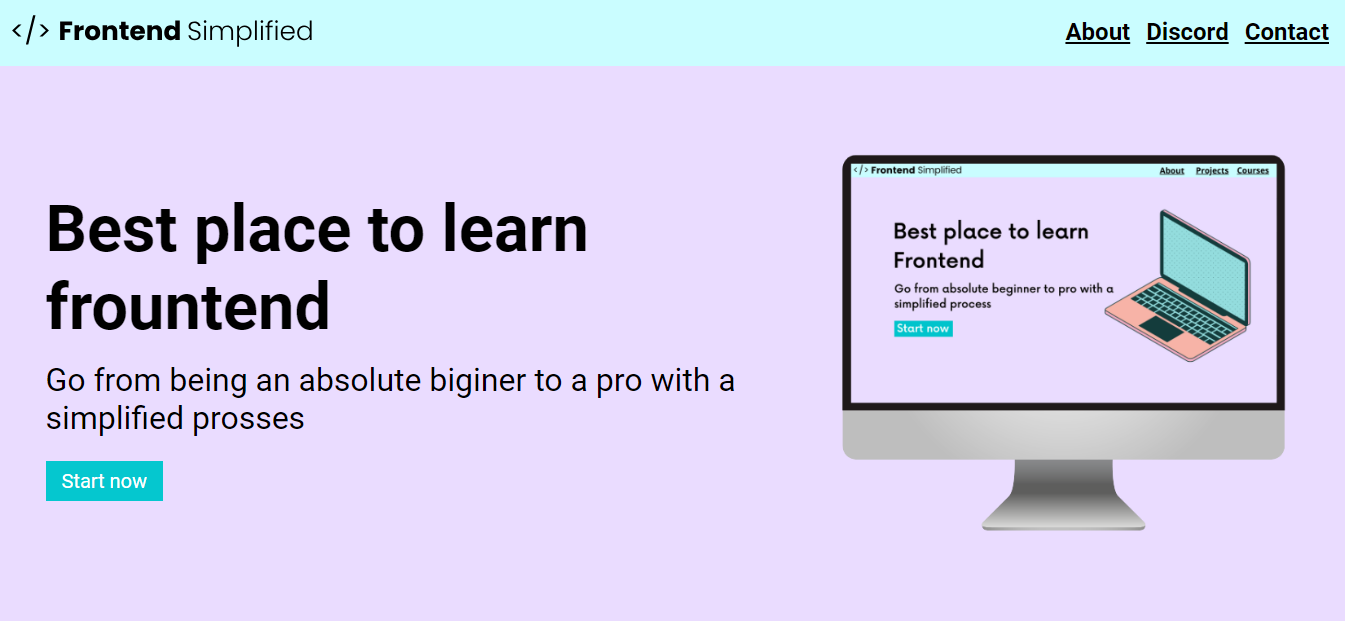 </> Frontend Simplified
About Discord Contact
Best place to learn
frountend
Go from being an absolute biginer to a pro with a
simplified prosses
Start now
</> Frontend Simplified
About Projects Courses
Best place to learn
Frontend
Go from absolute beginner to pro with a
simplified process
Start now